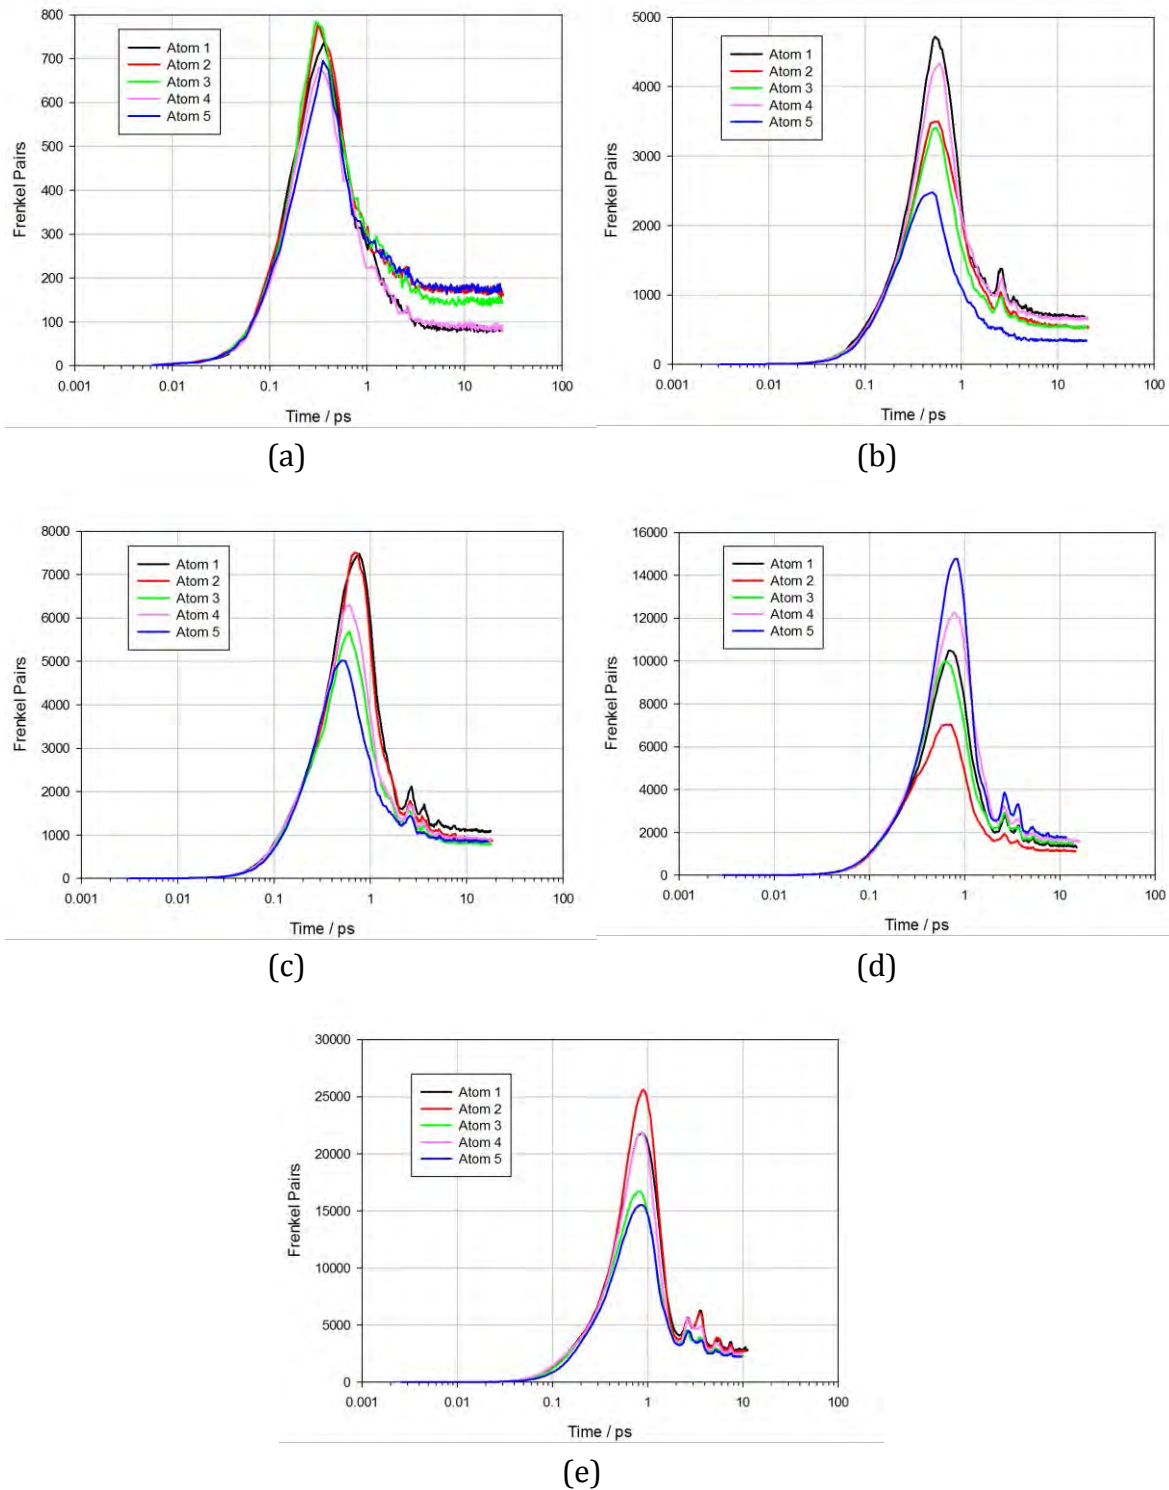 800
700
600
500
400
300
200
100
0
Frenkel Pairs
Atom 1
Atom 2
Atom 3
Atom 4
Atom 5
0.001 0.01 0.1 1 10 100
Time / ps
(a)
5000
4000
3000
2000
1000
0
Frenkel Pairs
Atom 1
Atom 2
Atom 3
Atom 4
Atom 5
0.001 0.01 0.1 1 10 100
Time / ps
(b)
8000
7000
6000
5000
4000
3000
2000
1000
0
Frenkel Pairs
Atom 1
Atom 2
Atom 3
Atom 4
Atom 5
0.001 0.01 0.1 1 10 100
Time / ps
(c)
16000
14000
12000
10000
8000
6000
4000
2000
0
Frenkel Pairs
Atom 1
Atom 2
Atom 3
Atom 4
Atom 5
0.001 0.01 0.1 1 10 100
Time / ps
(d)
30000
25000
20000
15000
10000
5000
0
Frenkel Pairs
Atom 1
Atom 2
Atom 3
Atom 4
Atom 5
0.001 0.01 0.1 1 10 100
Time / ps
(e)